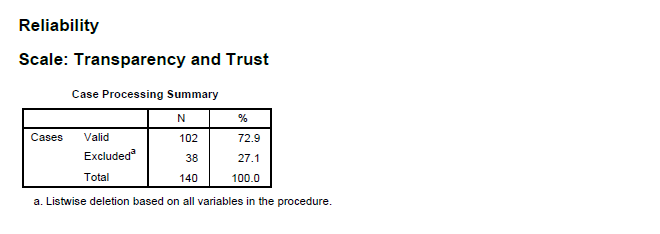 Reliability
Scale: Transparency and Trust
Case Processing Summary
N %
Cases Valid 102 72.9
Excludedª 38 27.1
Total 140 100.0
a. Listwise deletion based on all variables in the procedure.